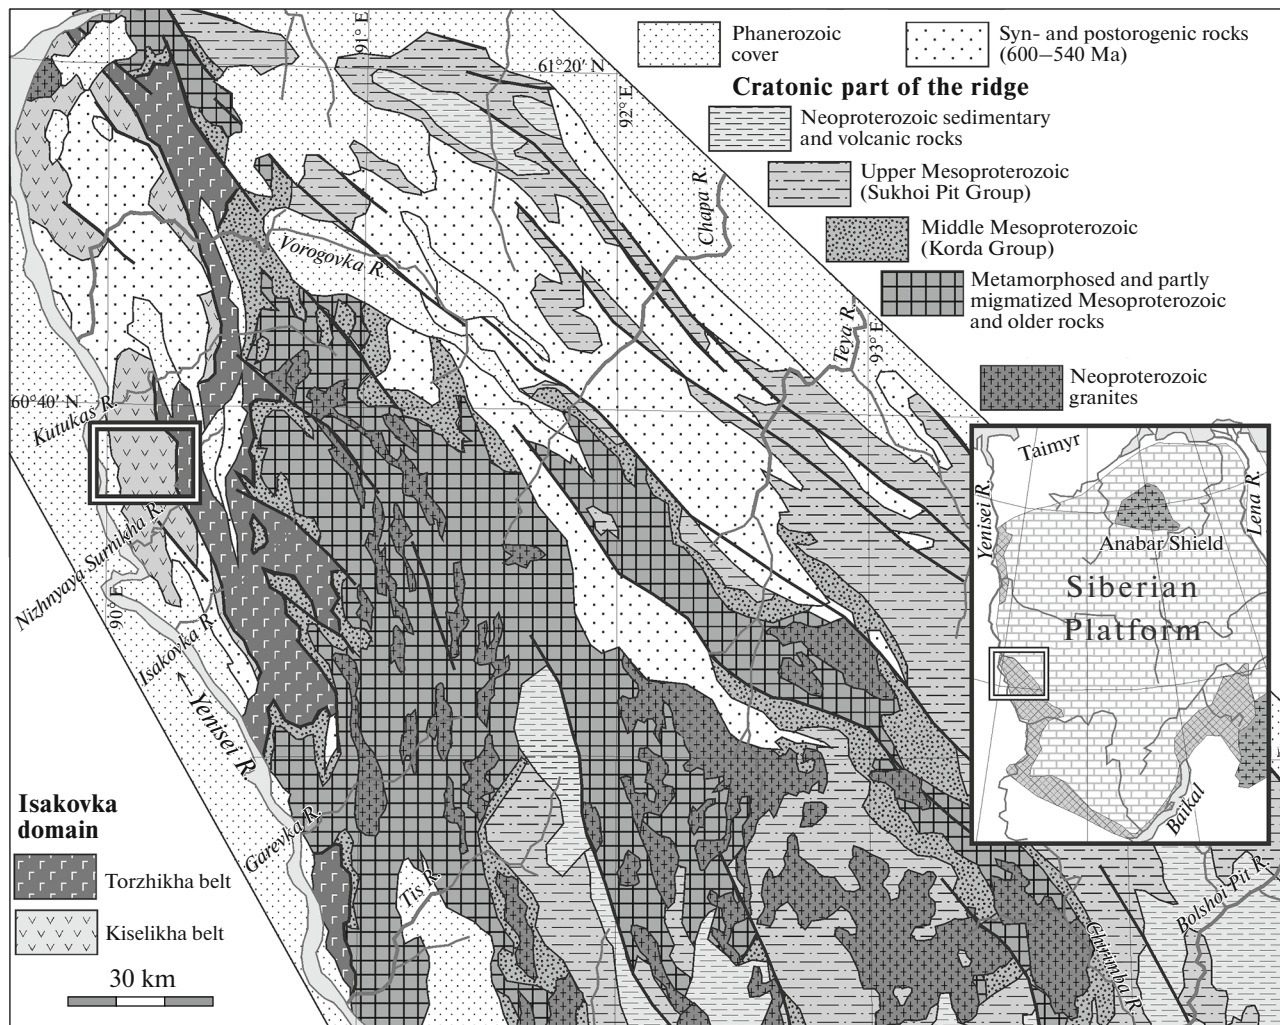 Phanerozoic
cover
Syn- and postorogenic rocks
(600–540 Ma)
Cratonic part of the ridge
Neoproterozoic sedimentary
and volcanic rocks
Upper Mesoproterozoic
(Sukhoi Pit Group)
Middle Mesoproterozoic
(Korda Group)
Metamorphosed and partly
migmatized Mesoproterozoic
and older rocks
Neoproterozoic
granites
91° E
61°20′ N
92° E
Chapa R.
Vorogovka R.
Teya R.
93° E
60°40′ N
Kutukas R.
Nizhnyaya Surnikha R.
90° E
Isakovka R.
Yenisei R.
Garevka R.
Tis R.
Chirimba R.
Bolshoi Pit R.
Taimyr
Yenisei R.
Lena R.
Anabar Shield
Siberian
Platform
Baikal
Isakovka
domain
Torzhikha belt
Kiselikha belt
30 km